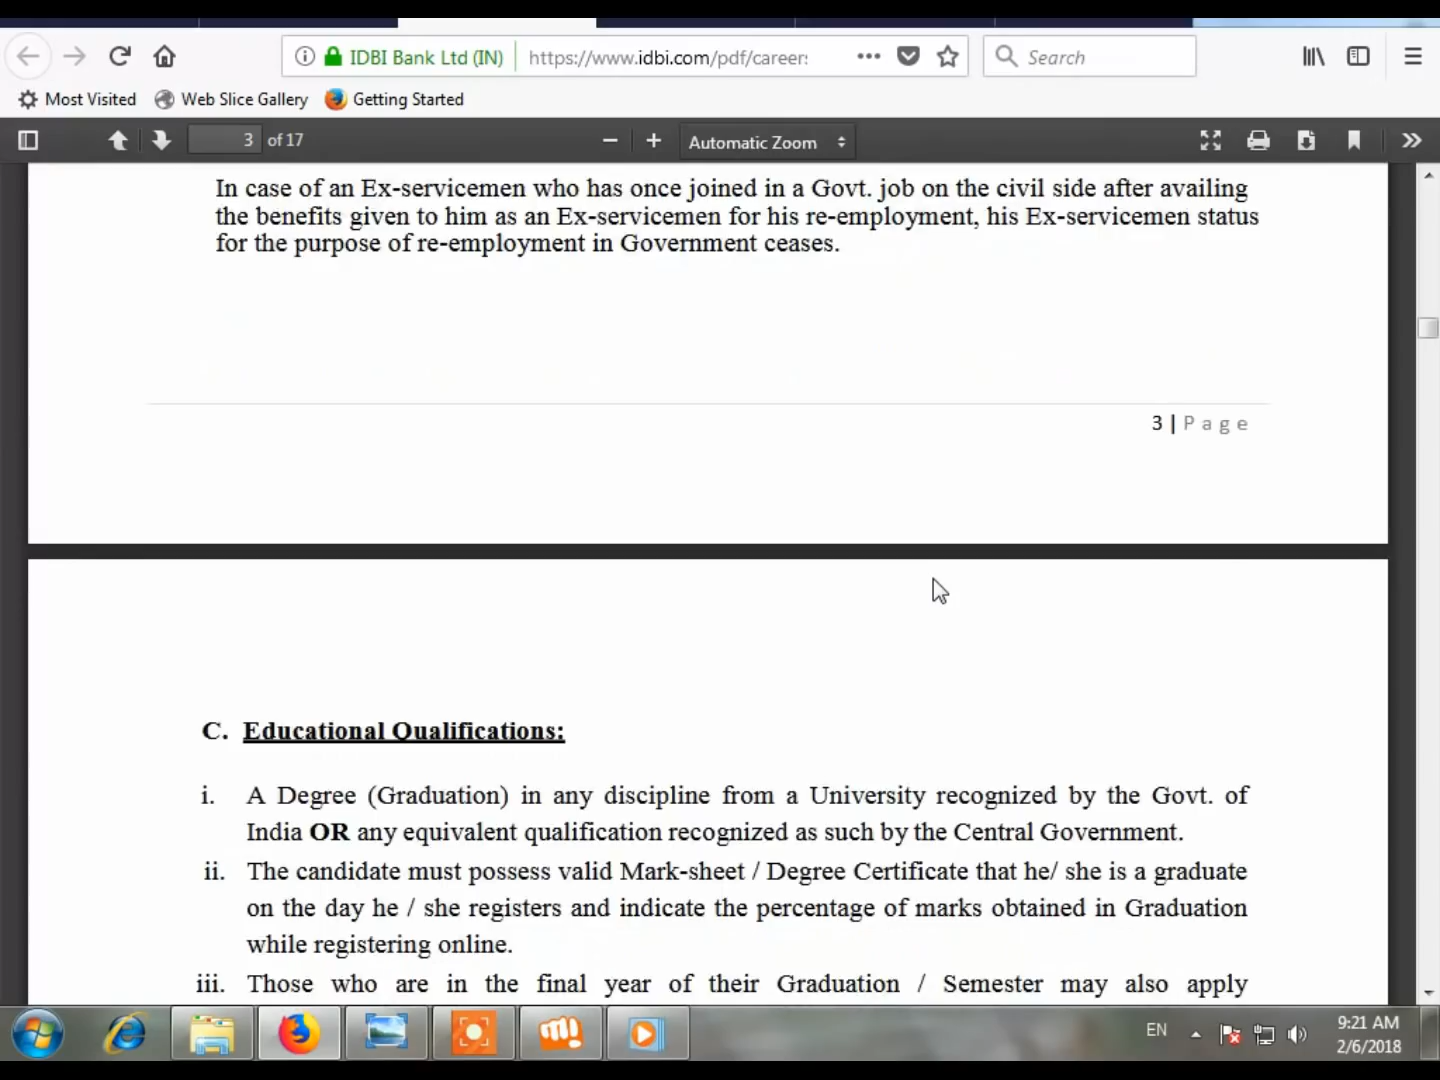 IDBI Bank Ltd (IN)
https://www.idbi.com/pdf/career:
Search
Most Visited
Web Slice Gallery
Getting Started
3 of 17
Automatic Zoom
In case of an Ex-servicemen who has once joined in a Govt. job on the civil side after availing
the benefits given to him as an Ex-servicemen for his re-employment, his Ex-servicemen status
for the purpose of re-employment in Government ceases.
3 | Page
C. Educational Qualifications:
i. A Degree (Graduation) in any discipline from a University recognized by the Govt. of
India OR any equivalent qualification recognized as such by the Central Government.
ii. The candidate must possess valid Mark-sheet / Degree Certificate that he/ she is a graduate
on the day he / she registers and indicate the percentage of marks obtained in Graduation
while registering online.
iii. Those who are in the final year of their Graduation / Semester may also apply
EN
9:21 AM
2/6/2018